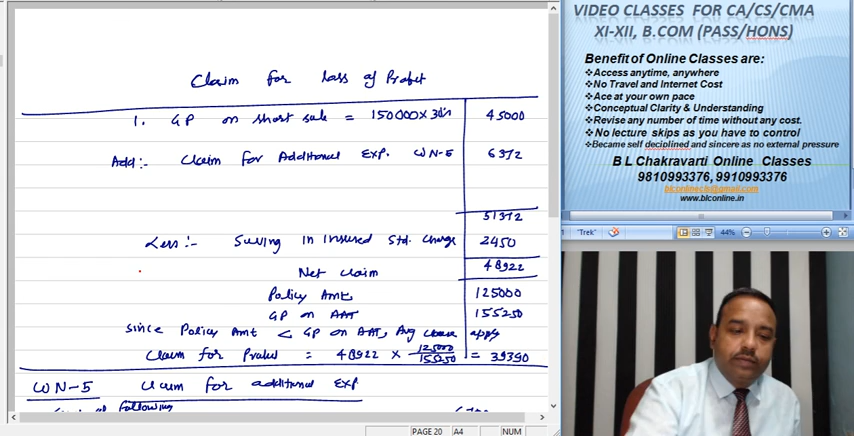 Claim for Loss of Profit
1. GP on short sale = 150000 × 30% 45000
Add:- Claim for Additional Exp. WN-5 6372
51372
Less:- Saving in Insured Std. Charge 2450
Net Claim 48922
Policy Amt 125000
GP on AAT 155250
Since Policy Amt < GP on AAT, Avg clause apply
Claim for = 48922 × 125000/155250 = 39390
WN-5 Claim for additional EXP
following
PAGE 20 A4 NUM
VIDEO CLASSES FOR CA/CS/CMA
XI-XII, B.COM (PASS/HONS)
Benefit of Online Classes are:
❖Access anytime, anywhere
❖No Travel and Internet Cost
❖Ace at your own pace
❖Conceptual Clarity & Understanding
❖Revise any number of time without any cost.
❖No lecture skips as you have to control
❖Became self deciplined and sincere as no external pressure
B L Chakravarti Online Classes
9810993376, 9910993376
blconlinecls@gmail.com
www.blconline.in
"Trek" 44%